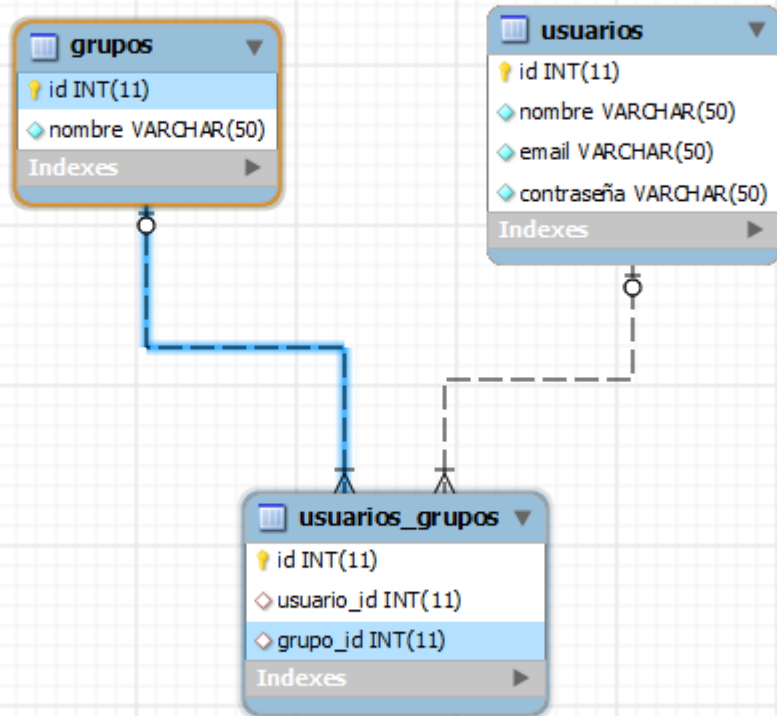 grupos
id INT(11)
nombre VARCHAR(50)
Indexes
usuarios
id INT(11)
nombre VARCHAR(50)
email VARCHAR(50)
contraseña VARCHAR(50)
Indexes
usuarios_grupos
id INT(11)
usuario_id INT(11)
grupo_id INT(11)
Indexes